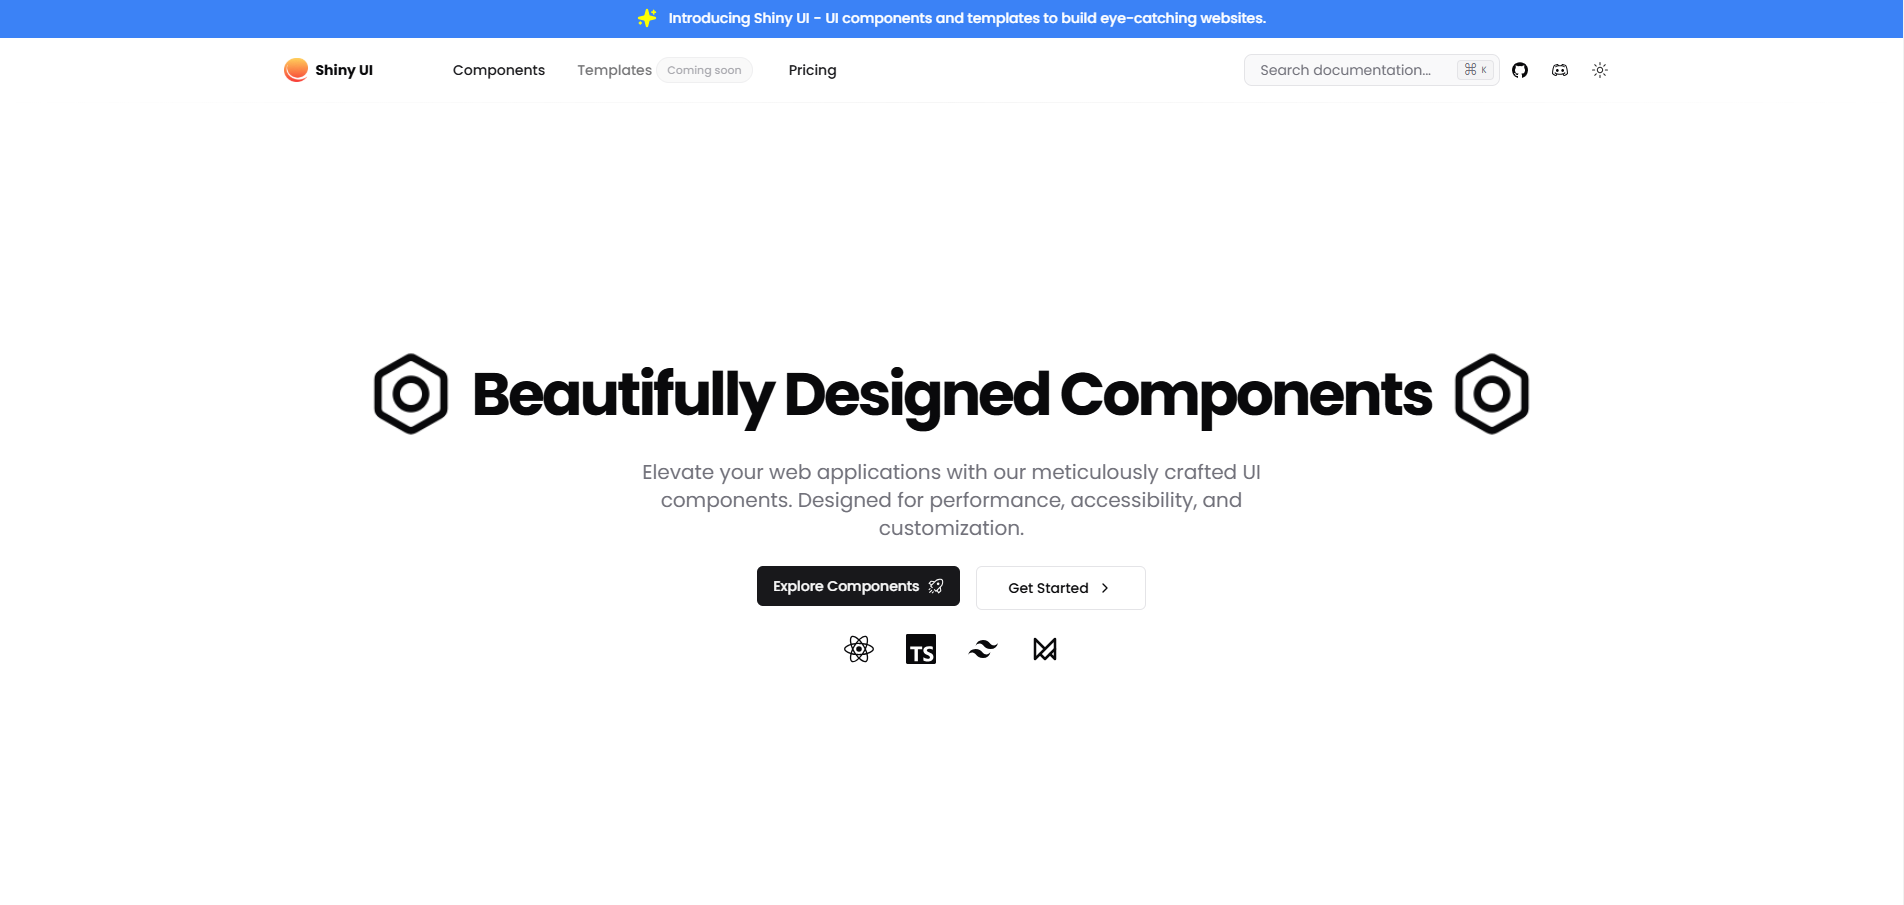 Introducing Shiny UI - UI components and templates to build eye-catching websites.
Shiny UI
Components
Templates
Coming soon
Pricing
Search documentation...
⌘ K
Beautifully Designed Components
Elevate your web applications with our meticulously crafted UI
components. Designed for performance, accessibility, and
customization.
Explore Components
Get Started
TS